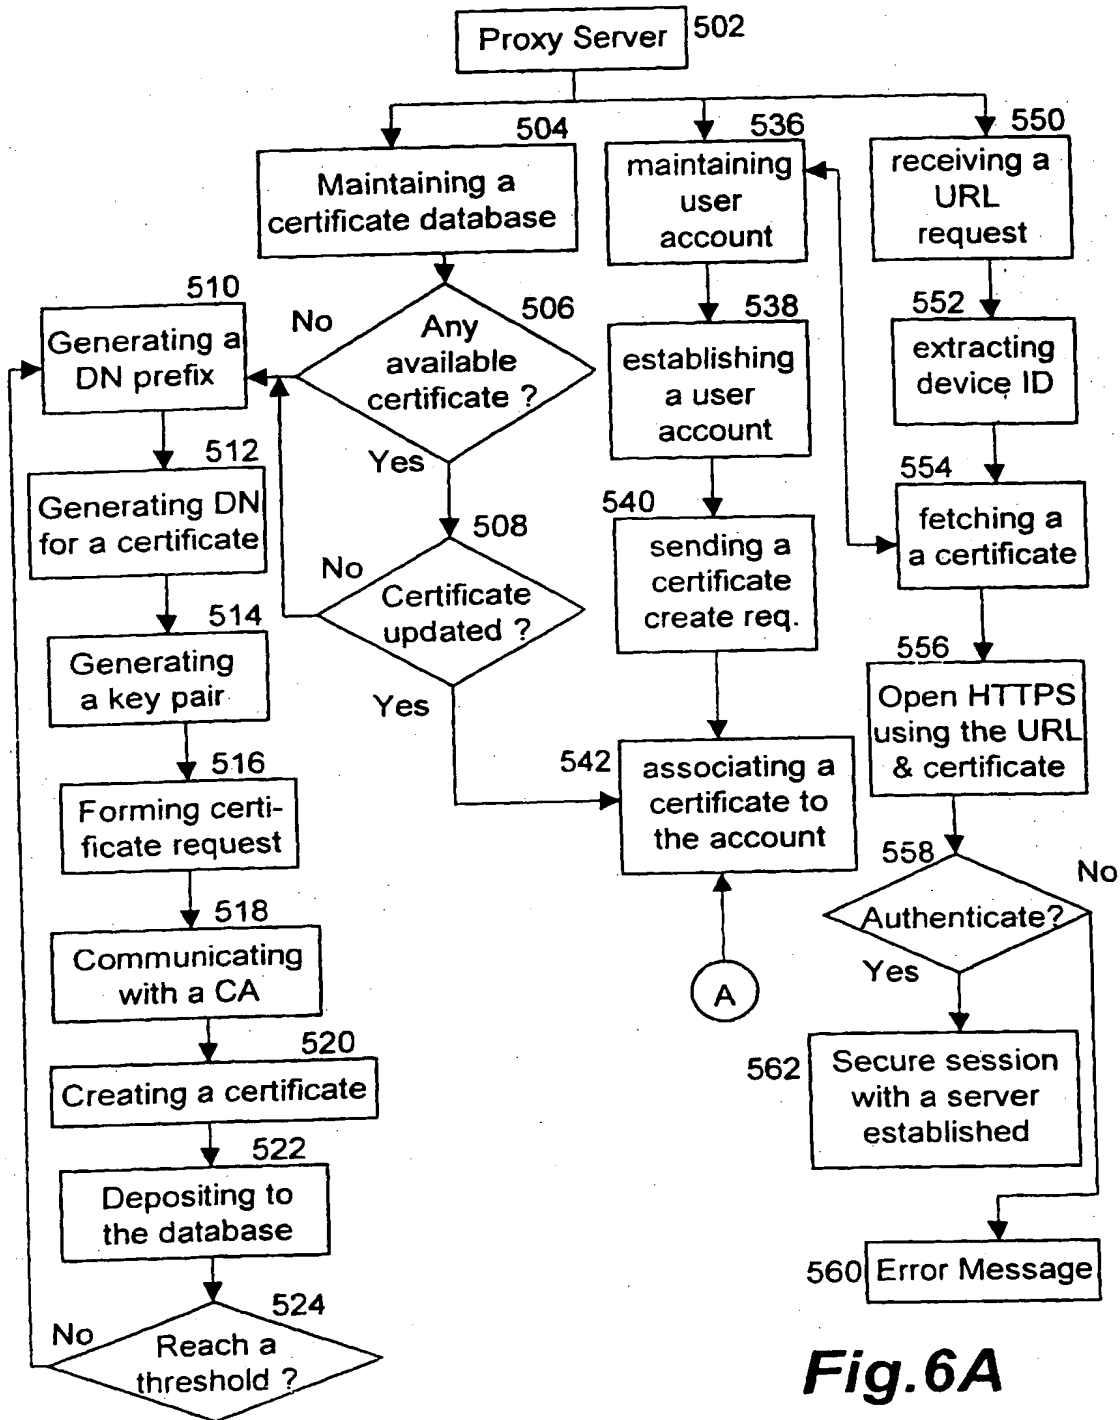 Proxy Server
502
504
Maintaining a
certificate database
536
maintaining
user
account
550
receiving a
URL
request
510
Generating a
DN prefix
No
506
Any
available
certificate ?
Yes
538
establishing
a user
account
552
extracting
device ID
512
Generating DN
for a certificate
508
No
Certificate
updated ?
Yes
540
sending a
certificate
create req.
554
fetching a
a certificate
514
Generating
a key pair
556
Open HTTPS
using the URL
& certificate
516
Forming certi-
ficate request
542
associating a
certificate to
the account
558
No
Authenticate?
Yes
518
Communicating
with a CA
A
520
Creating a certificate
562
Secure session
with a server
established
522
Depositing to
the database
560
Error Message
524
No
Reach a
threshold ?
Fig.6A